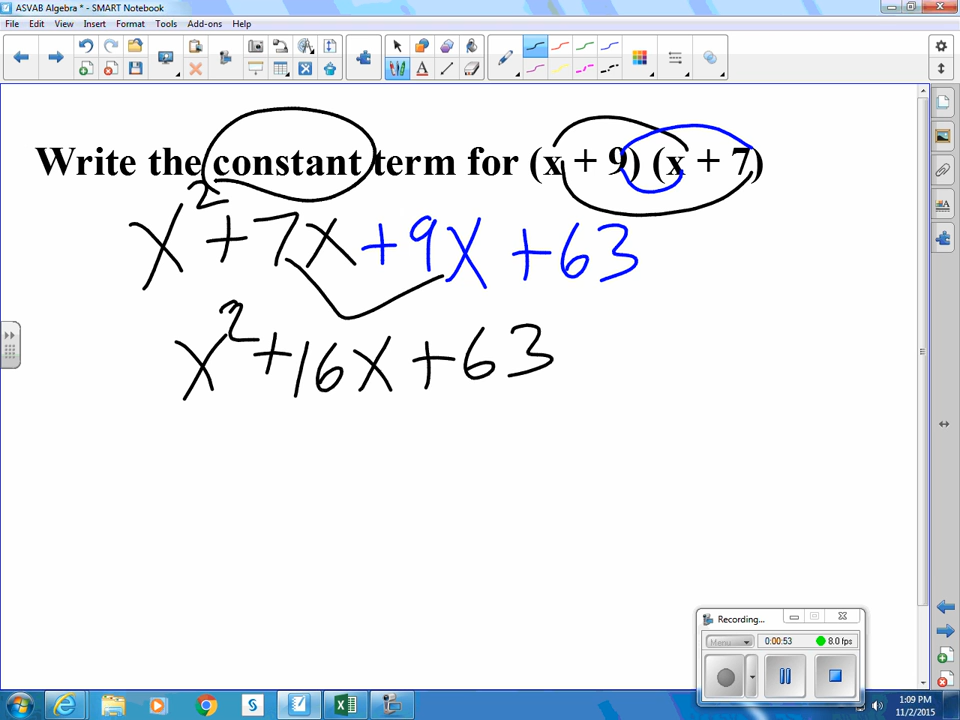 ASVAB Algebra * - SMART Notebook
File Edit View Insert Format Tools Add-ons Help
Write the constant term for (x + 9) (x + 7)
x² + 7x + 9x + 63
x² + 16x + 63
Recording...
Menu 0:00:53 8.0 fps
1:09 PM
11/2/2015